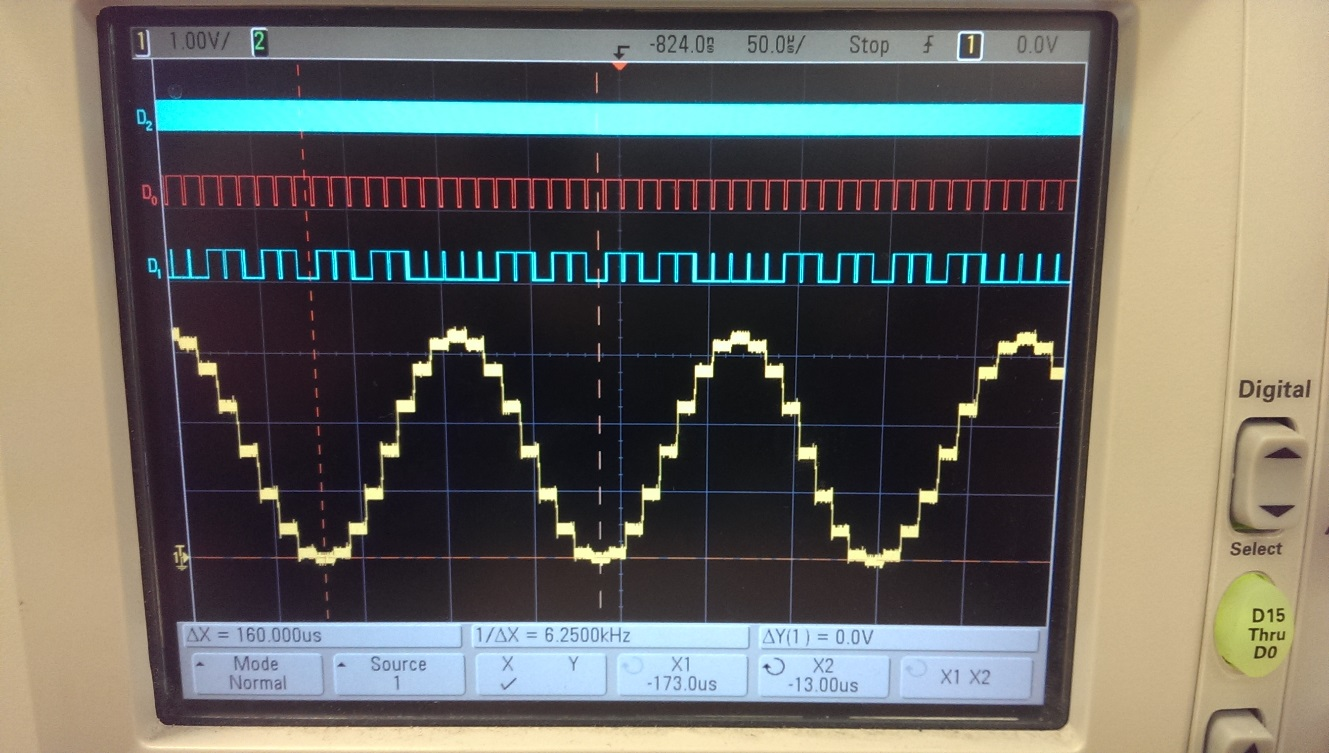 1 1.00V/ 2 -824.0ns 50.0µs/ Stop 1 0.0V
D2
D0
D1
1
ΔX = 160.000us 1/ΔX = 6.2500kHz ΔY(1) = 0.0V
Mode Source X Y X1 X2 X1 X2
Normal 1 ✓ -173.0us -13.00us
Digital
Select
D15
Thru
D0